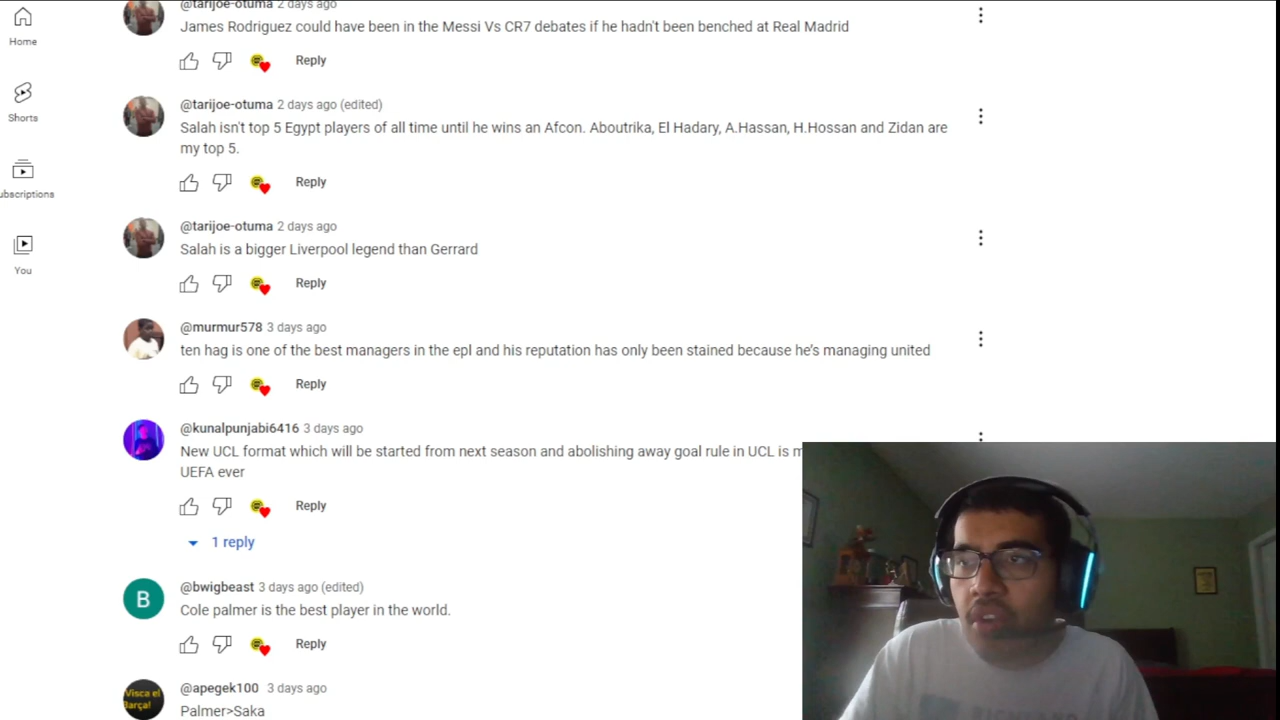 @tarijoe-otuma 2 days ago
James Rodriguez could have been in the Messi Vs CR7 debates if he hadn't been benched at Real Madrid
Home
Reply
@tarijoe-otuma 2 days ago (edited)
Salah isn't top 5 Egypt players of all time until he wins an Afcon. Aboutrika, El Hadary, A.Hassan, H.Hossan and Zidan are
my top 5.
Shorts
Reply
ubscriptions
@tarijoe-otuma 2 days ago
Salah is a bigger Liverpool legend than Gerrard
You
Reply
@murmur578 3 days ago
ten hag is one of the best managers in the epl and his reputation has only been stained because he's managing united
Reply
@kunalpunjabi6416 3 days ago
New UCL format which will be started from next season and abolishing away goal rule in UCL is
UEFA ever
Reply
1 reply
B
@bwigbeast 3 days ago (edited)
Cole palmer is the best player in the world.
Reply
Visca el
Barça!
@apegek100 3 days ago
Palmer>Saka